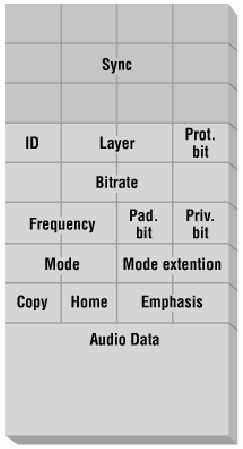 Sync
ID Layer Prot. bit
Bitrate
Frequency Pad. bit Priv. bit
Mode Mode extention
Copy Home Emphasis
Audio Data